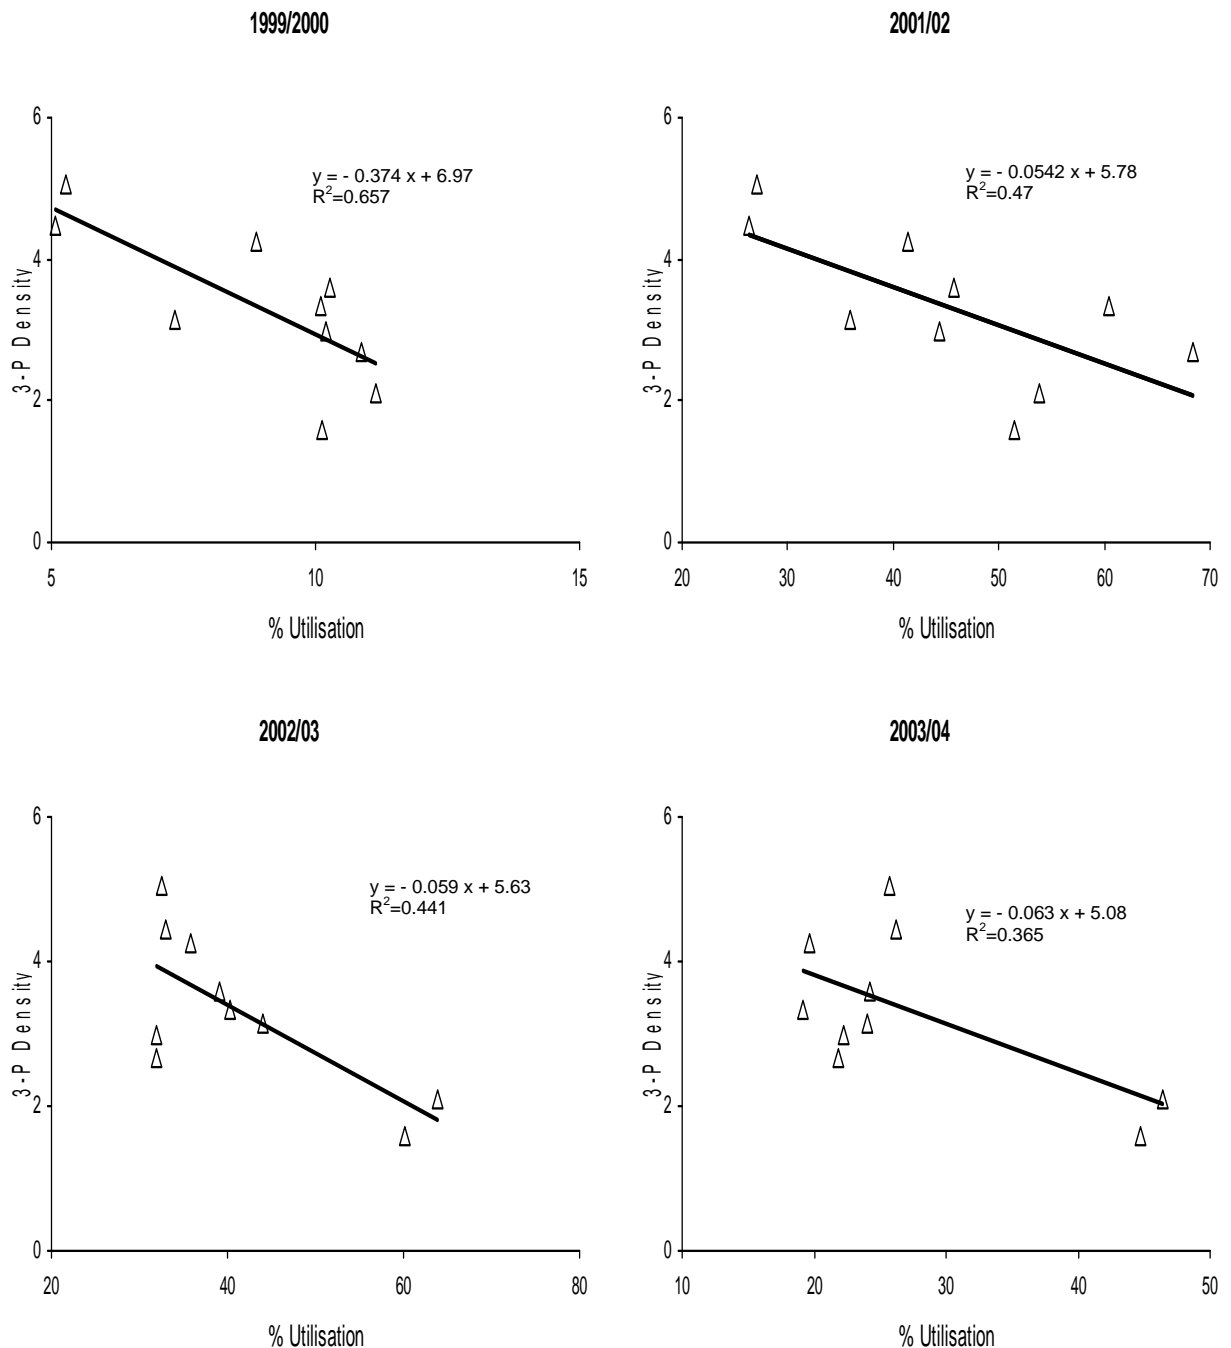 1999/2000
6
4
2
0
3-P Density
y = - 0.374 x + 6.97
R²=0.657
5 10 15
% Utilisation
2001/02
6
4
2
0
3-P Density
y = - 0.0542 x + 5.78
R²=0.47
20 30 40 50 60 70
% Utilisation
2002/03
6
4
2
0
3-P Density
y = - 0.059 x + 5.63
R²=0.441
20 40 60 80
% Utilisation
2003/04
6
4
2
0
3-P Density
y = - 0.063 x + 5.08
R²=0.365
10 20 30 40 50
% Utilisation